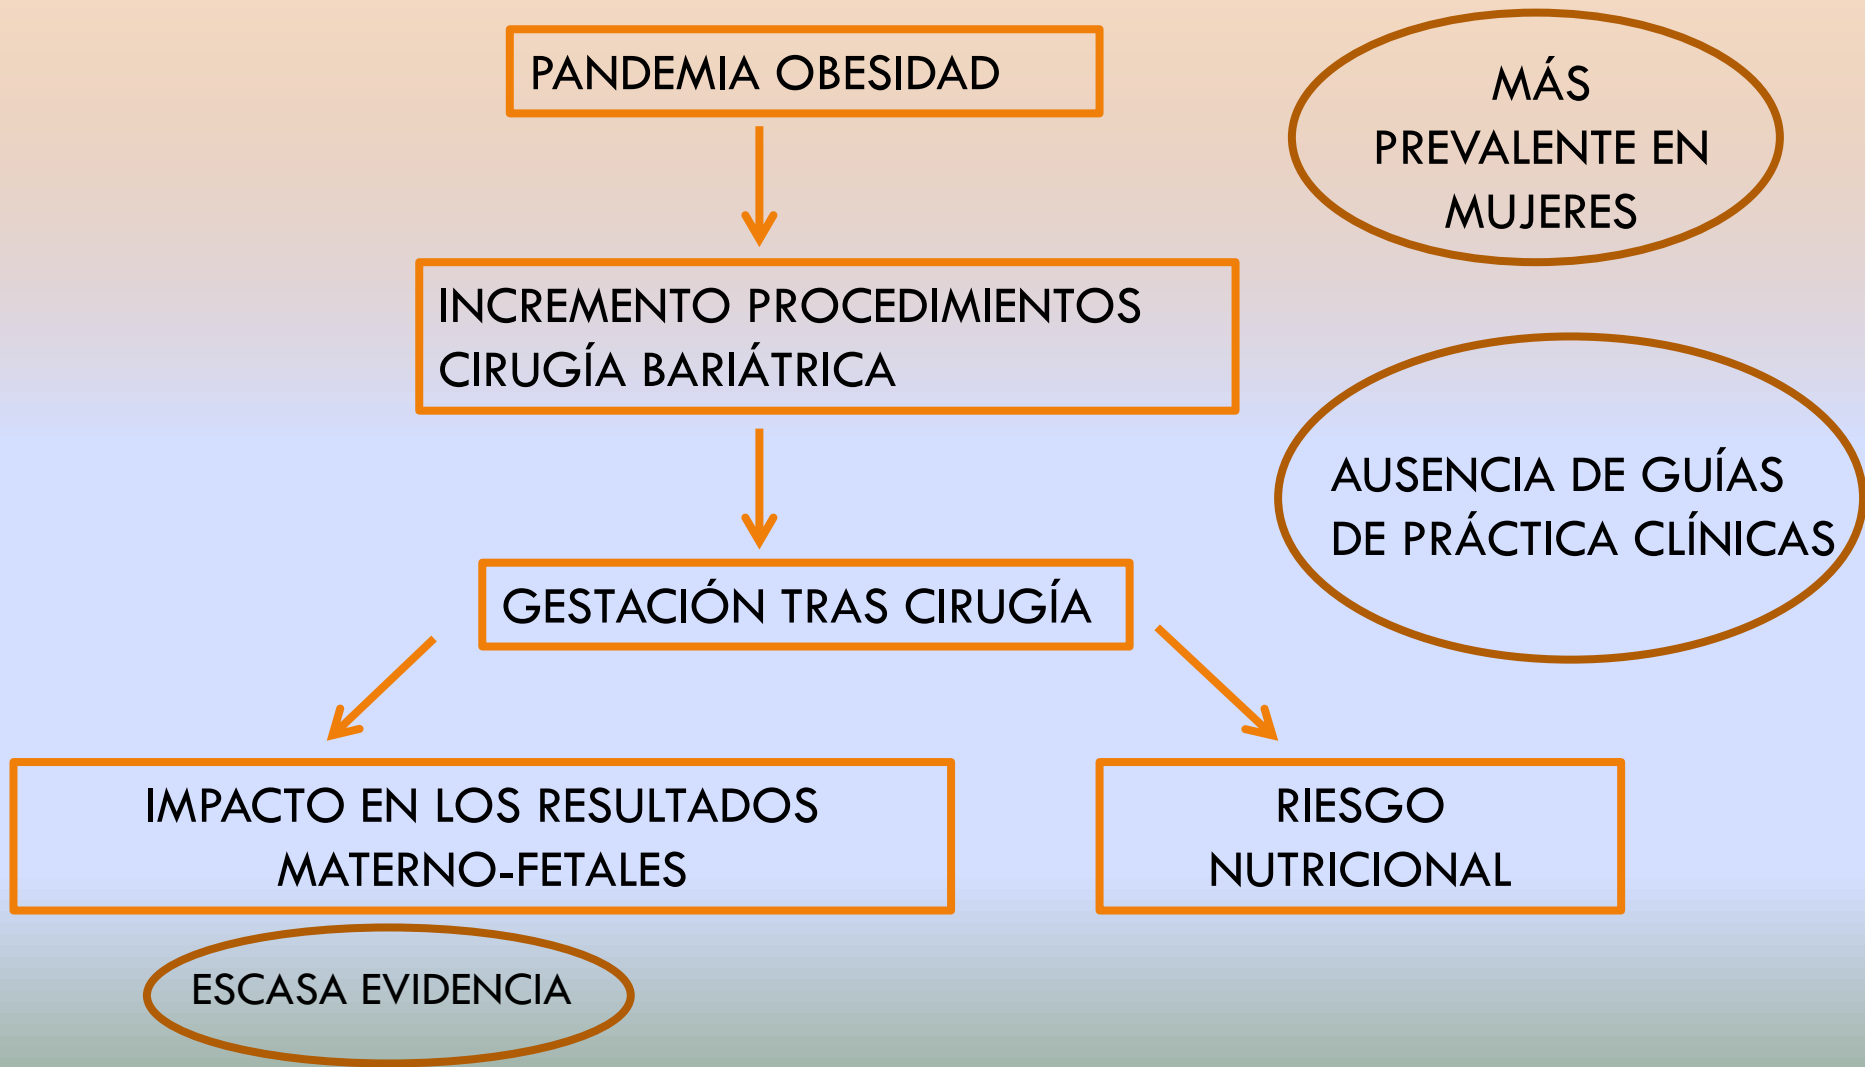 PANDEMIA OBESIDAD
MÁS
PREVALENTE EN
MUJERES
INCREMENTO PROCEDIMIENTOS
CIRUGÍA BARIÁTRICA
AUSENCIA DE GUÍAS
DE PRÁCTICA CLÍNICAS
GESTACIÓN TRAS CIRUGÍA
IMPACTO EN LOS RESULTADOS
MATERNO-FETALES
RIESGO
NUTRICIONAL
ESCASA EVIDENCIA